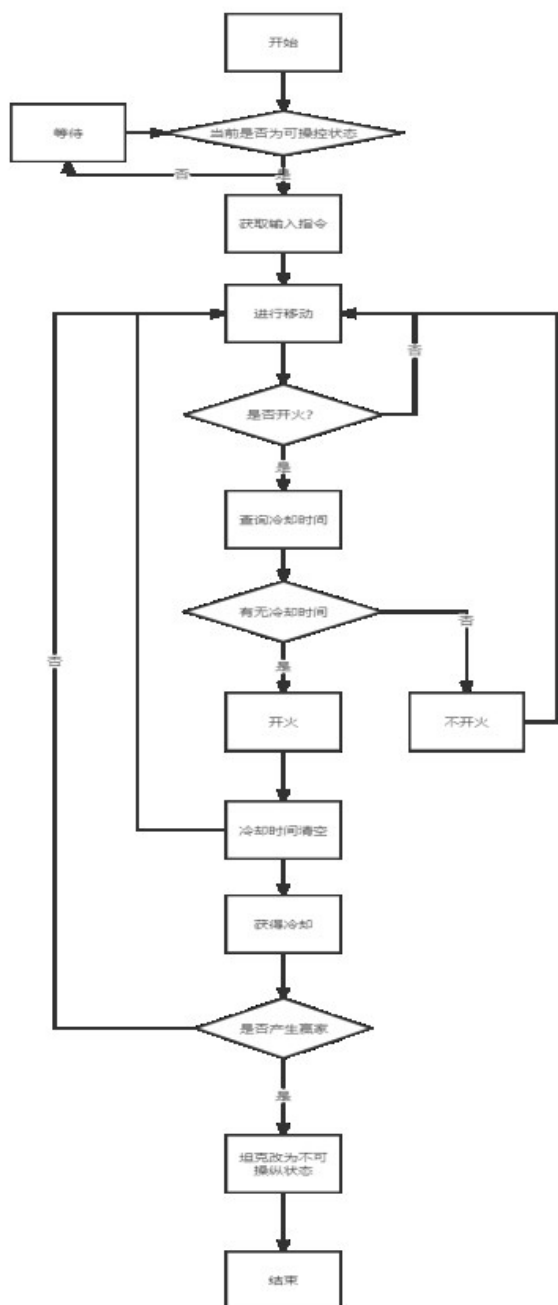 开始
等待
当前是否为可操控状态
否
是
获取输入指令
进行移动
否
是否开火?
是
查询冷却时间
有无冷却时间
否
是
否
开火
不开火
冷却时间清空
获得冷却
是否产生赢家
是
坦克改为不可
操纵状态
结束